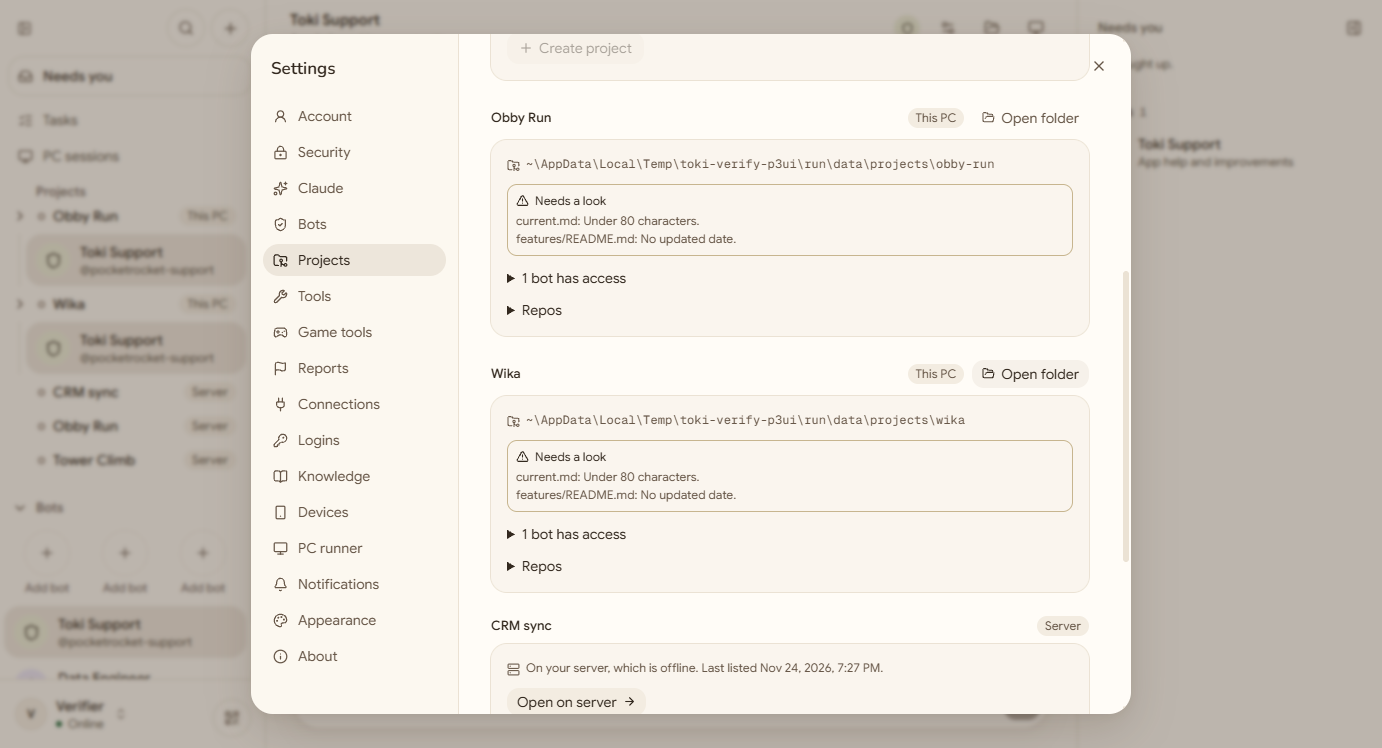 Toki Support
Needs you
Needs you
Tasks
PC sessions
Projects
Obby Run
This PC
Toki Support
@pocketrocket-support
Wika
This PC
Toki Support
@pocketrocket-support
CRM sync
Server
Obby Run
Server
Tower Climb
Server
Bots
Add bot
Add bot
Add bot
Toki Support
@pocketrocket-support
Data Engineer
V
Verifier
Online
Settings
Account
Security
Claude
Bots
Projects
Tools
Game tools
Reports
Connections
Logins
Knowledge
Devices
PC runner
Notifications
Appearance
About
Create project
Obby Run
This PC
Open folder
~\AppData\Local\Temp\toki-verify-p3ui\run\data\projects\obby-run
Needs a look
current.md: Under 80 characters.
features/README.md: No updated date.
1 bot has access
Repos
Wika
This PC
Open folder
~\AppData\Local\Temp\toki-verify-p3ui\run\data\projects\wika
Needs a look
current.md: Under 80 characters.
features/README.md: No updated date.
1 bot has access
Repos
CRM sync
Server
On your server, which is offline. Last listed Nov 24, 2026, 7:27 PM.
Open on server
up.
1
Toki Support
App help and improvements